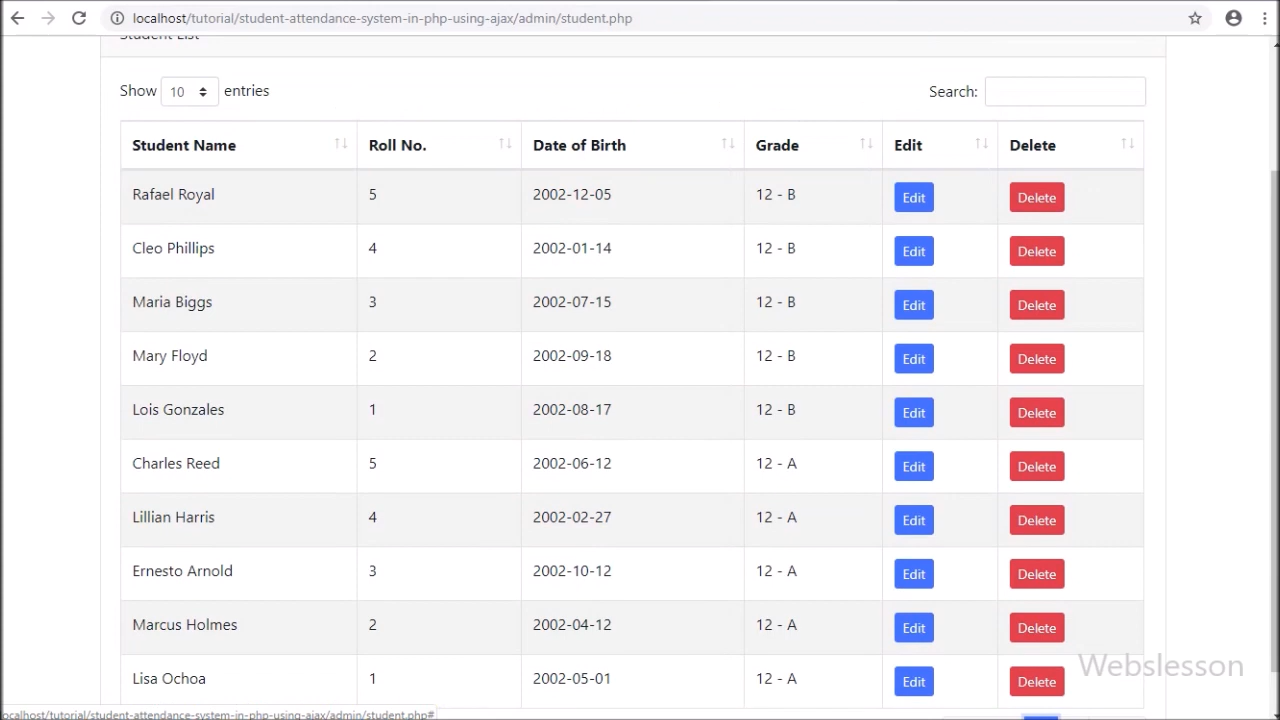 localhost/tutorial/student-attendance-system-in-php-using-ajax/admin/student.php
Student List
Show 10 entries Search:
Student Name Roll No. Date of Birth Grade Edit Delete
Rafael Royal 5 2002-12-05 12 - B Edit Delete
Cleo Phillips 4 2002-01-14 12 - B Edit Delete
Maria Biggs 3 2002-07-15 12 - B Edit Delete
Mary Floyd 2 2002-09-18 12 - B Edit Delete
Lois Gonzales 1 2002-08-17 12 - B Edit Delete
Charles Reed 5 2002-06-12 12 - A Edit Delete
Lillian Harris 4 2002-02-27 12 - A Edit Delete
Ernesto Arnold 3 2002-10-12 12 - A Edit Delete
Marcus Holmes 2 2002-04-12 12 - A Edit Delete
Webslesson
Lisa Ochoa 1 2002-05-01 12 - A Edit Delete
localhost/tutorial/student-attendance-system-in-php-using-ajax/admin/student.php#